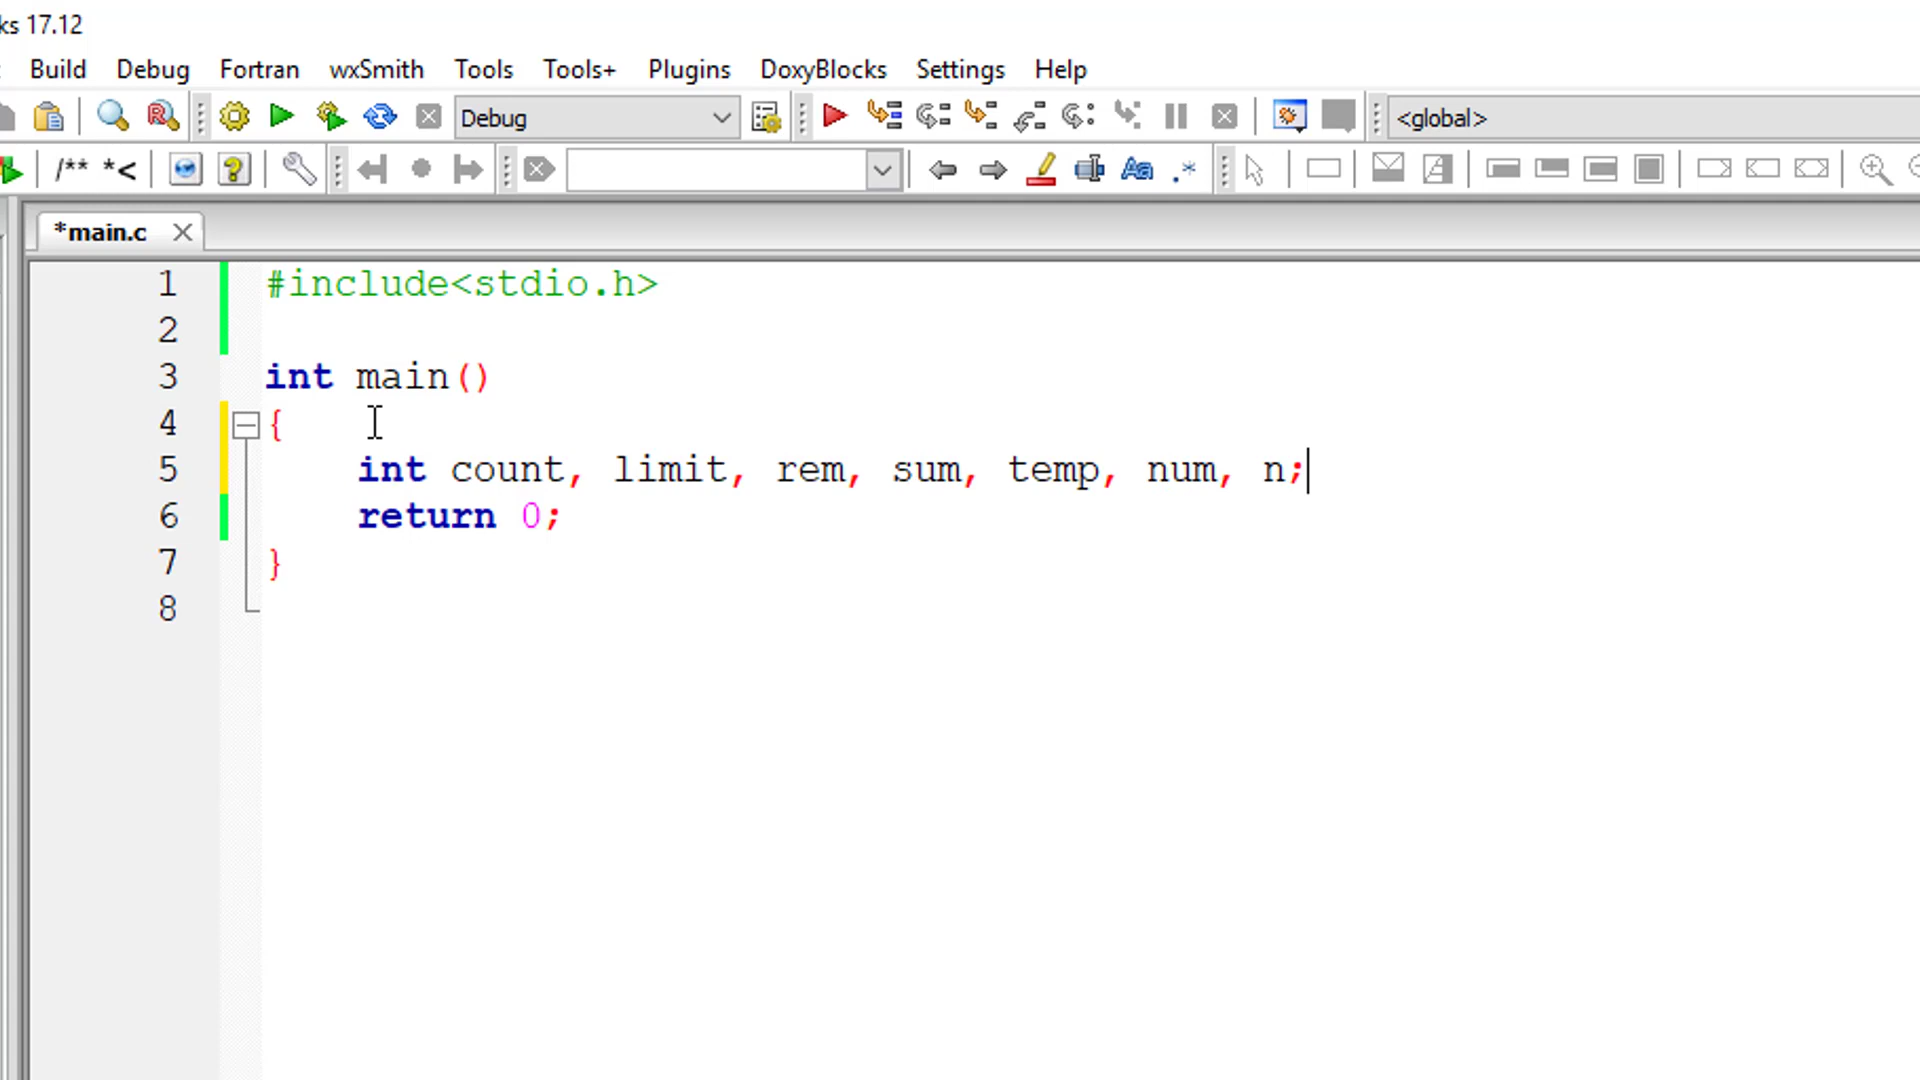 ks 17.12
Build Debug Fortran wxSmith Tools Tools+ Plugins DoxyBlocks Settings Help
Debug <global>
/** *<
*main.c
1 #include<stdio.h>
2
3 int main()
4 {
5 int count, limit, rem, sum, temp, num, n;
6 return 0;
7 }
8